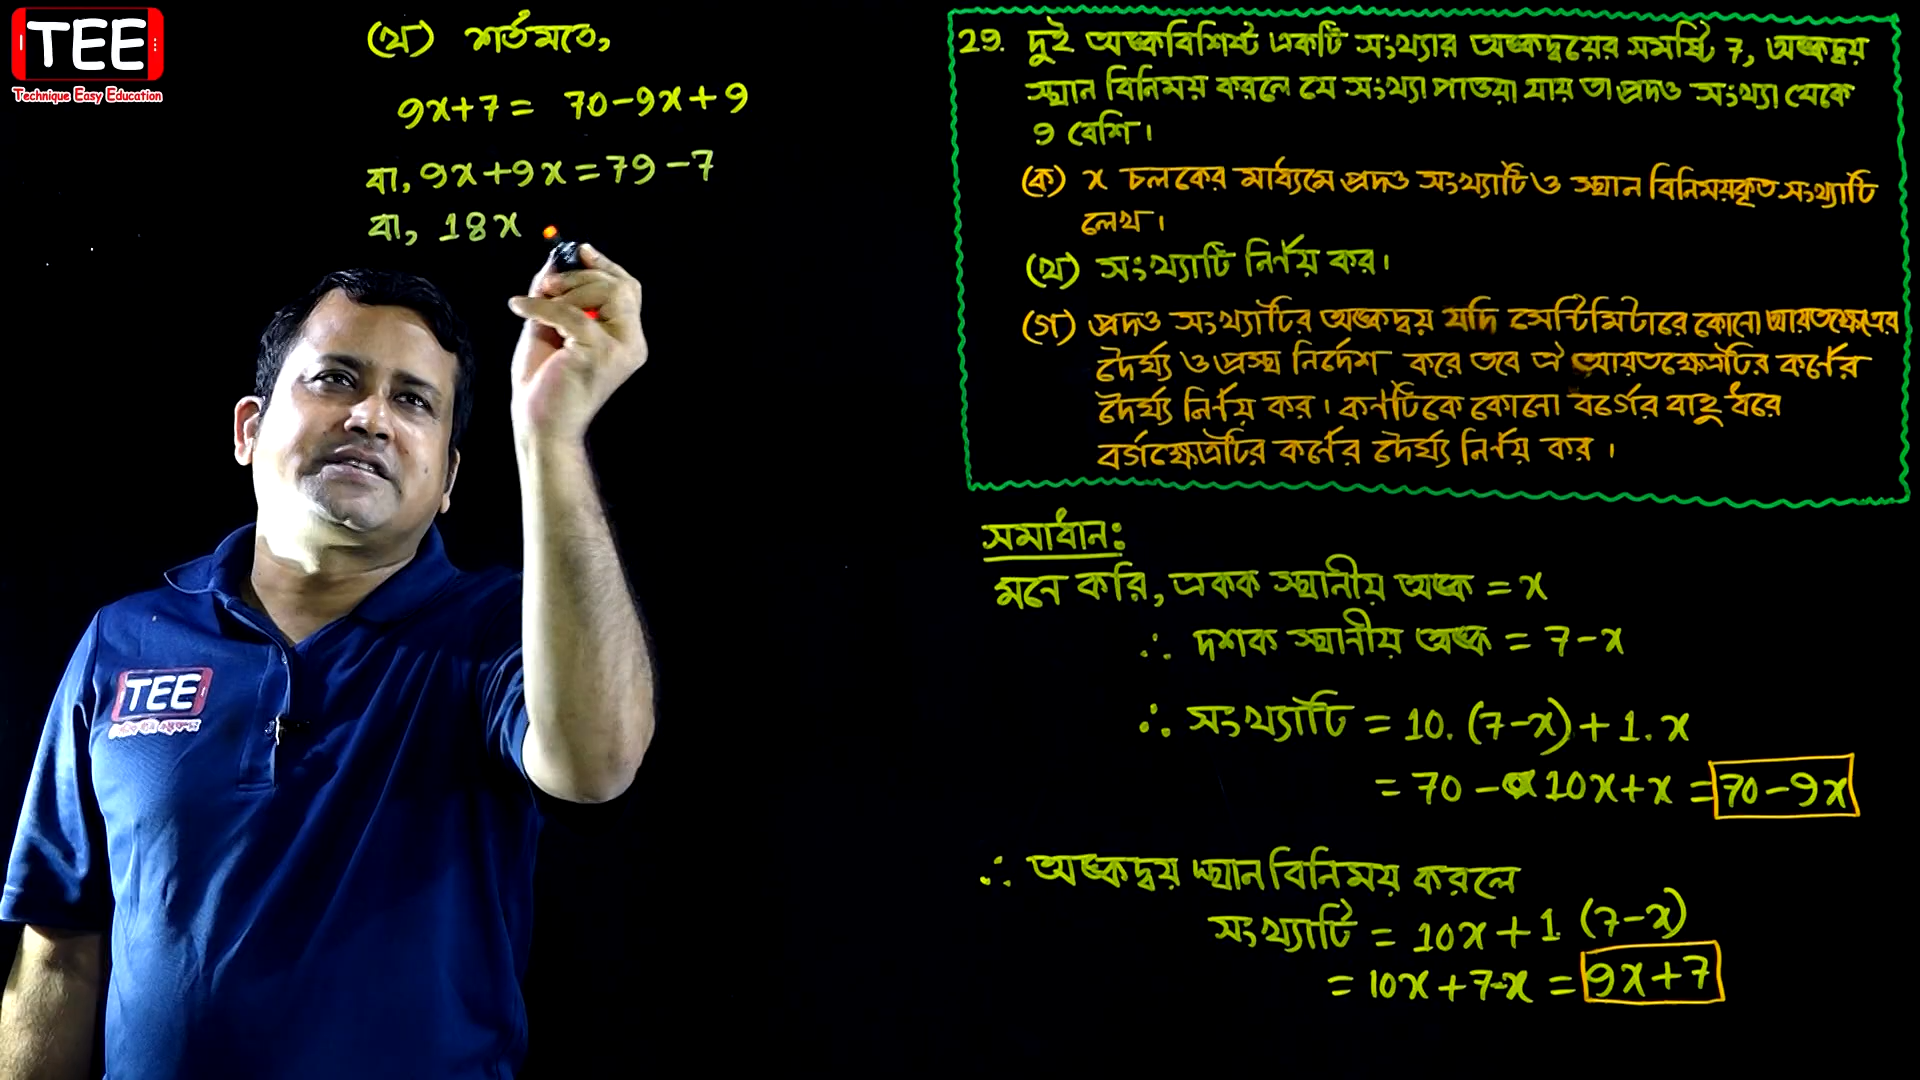 TEE
Technique Easy Education
(খ) শর্তমতে,
9x+7 = 70-9x+9
বা, 9x+9x = 79-7
বা, 18x
29. দুই অঙ্কবিশিষ্ট একটি সংখ্যার অঙ্কদ্বয়ের সমষ্টি 7, অঙ্কদ্বয়
স্থান বিনিময় করলে যে সংখ্যা পাওয়া যায় তা প্রদত্ত সংখ্যা থেকে
9 বেশি।
(ক) x চলকের মাধ্যমে প্রদত্ত সংখ্যাটি ও স্থান বিনিময়কৃত সংখ্যাটি
লেখ।
(খ) সংখ্যাটি নির্ণয় কর।
(গ) প্রদত্ত সংখ্যাটির অঙ্কদ্বয় যদি সেন্টিমিটারে কোনো আয়তক্ষেত্রের
দৈর্ঘ্য ও প্রস্থ নির্দেশ করে তবে ঐ আয়তক্ষেত্রটির কর্ণের
দৈর্ঘ্য নির্ণয় কর। কর্ণটিকে কোনো বর্গের বাহু ধরে
বর্গক্ষেত্রটির কর্ণের দৈর্ঘ্য নির্ণয় কর।
সমাধান:
মনে করি, একক স্থানীয় অঙ্ক = x
∴ দশক স্থানীয় অঙ্ক = 7-x
∴ সংখ্যাটি = 10. (7-x)+1.x
= 70 - 10x+x = 70-9x
∴ অঙ্কদ্বয় স্থান বিনিময় করলে
সংখ্যাটি = 10x+1. (7-x)
= 10x+7-x = 9x+7
TEE